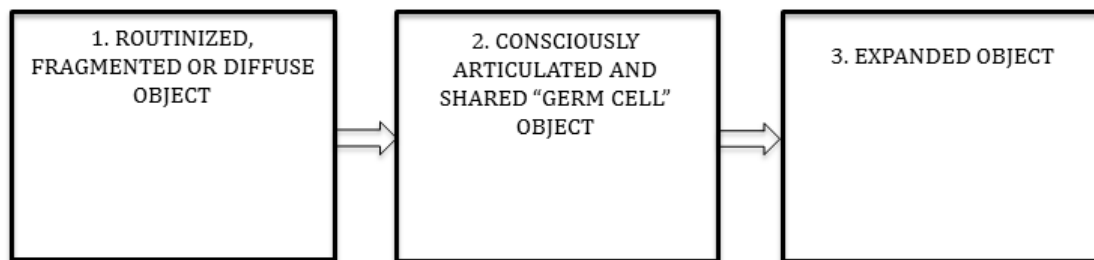 1. ROUTINIZED,
FRAGMENTED OR DIFFUSE
OBJECT
2. CONSCIOUSLY
ARTICULATED AND
SHARED “GERM CELL”
OBJECT
3. EXPANDED OBJECT